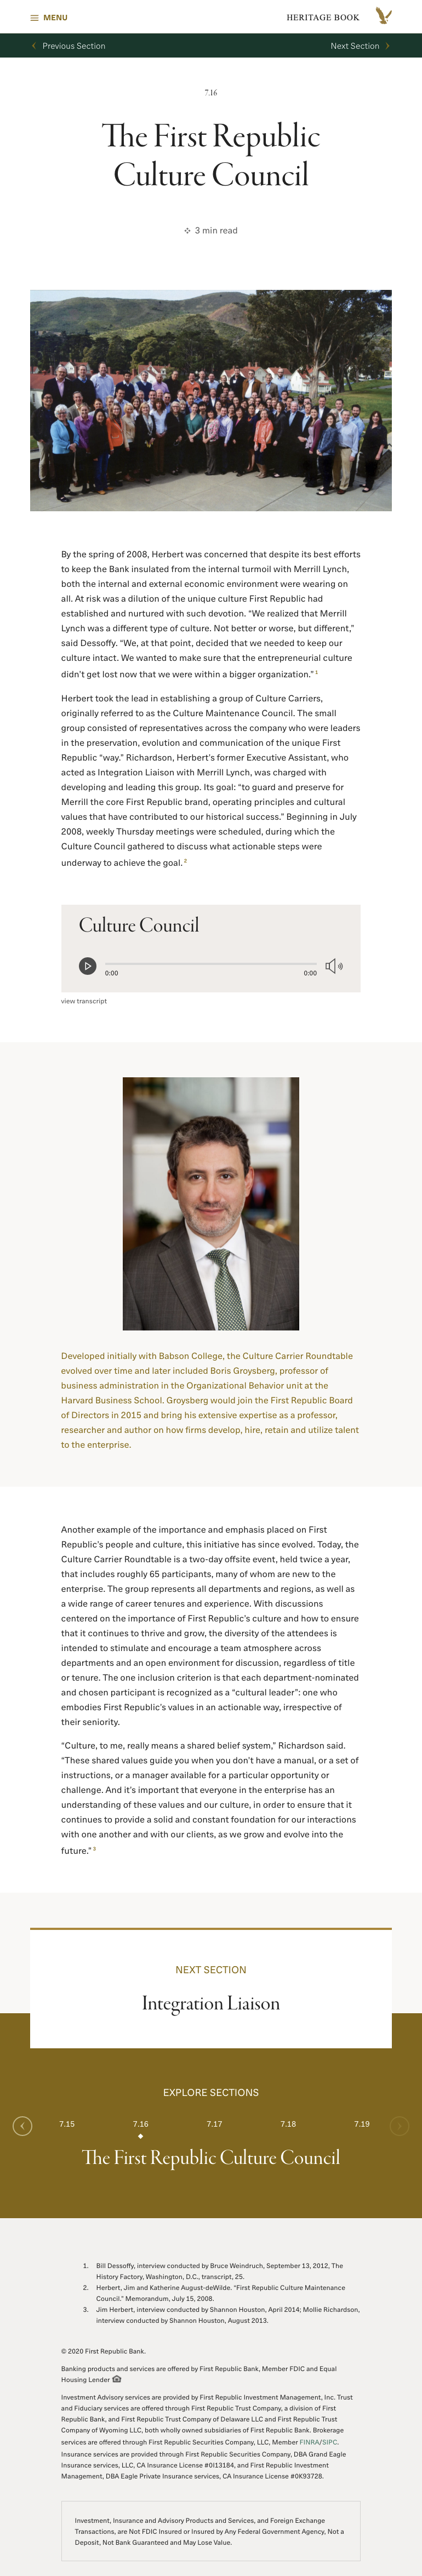 MENU
HERITAGE BOOK
Previous Section
Next Section
7.16
The First Republic
Culture Council
3 min read
By the spring of 2008, Herbert was concerned that despite its best efforts
to keep the Bank insulated from the internal turmoil with Merrill Lynch,
both the internal and external economic environment were wearing on
all. At risk was a dilution of the unique culture First Republic had
established and nurtured with such devotion. “We realized that Merrill
Lynch was a different type of culture. Not better or worse, but different,”
said Dessoffy. “We, at that point, decided that we needed to keep our
culture intact. We wanted to make sure that the entrepreneurial culture
didn’t get lost now that we were within a bigger organization.” 1
Herbert took the lead in establishing a group of Culture Carriers,
originally referred to as the Culture Maintenance Council. The small
group consisted of representatives across the company who were leaders
in the preservation, evolution and communication of the unique First
Republic “way.” Richardson, Herbert’s former Executive Assistant, who
acted as Integration Liaison with Merrill Lynch, was charged with
developing and leading this group. Its goal: “to guard and preserve for
Merrill the core First Republic brand, operating principles and cultural
values that have contributed to our historical success.” Beginning in July
2008, weekly Thursday meetings were scheduled, during which the
Culture Council gathered to discuss what actionable steps were
underway to achieve the goal. 2
Culture Council
0:00
0:00
view transcript
Developed initially with Babson College, the Culture Carrier Roundtable
evolved over time and later included Boris Groysberg, professor of
business administration in the Organizational Behavior unit at the
Harvard Business School. Groysberg would join the First Republic Board
of Directors in 2015 and bring his extensive expertise as a professor,
researcher and author on how firms develop, hire, retain and utilize talent
to the enterprise.
Another example of the importance and emphasis placed on First
Republic’s people and culture, this initiative has since evolved. Today, the
Culture Carrier Roundtable is a two-day offsite event, held twice a year,
that includes roughly 65 participants, many of whom are new to the
enterprise. The group represents all departments and regions, as well as
a wide range of career tenures and experience. With discussions
centered on the importance of First Republic’s culture and how to ensure
that it continues to thrive and grow, the diversity of the attendees is
intended to stimulate and encourage a team atmosphere across
departments and an open environment for discussion, regardless of title
or tenure. The one inclusion criterion is that each department-nominated
and chosen participant is recognized as a “cultural leader”: one who
embodies First Republic’s values in an actionable way, irrespective of
their seniority.
“Culture, to me, really means a shared belief system,” Richardson said.
“These shared values guide you when you don’t have a manual, or a set of
instructions, or a manager available for a particular opportunity or
challenge. And it’s important that everyone in the enterprise has an
understanding of these values and our culture, in order to ensure that it
continues to provide a solid and constant foundation for our interactions
with one another and with our clients, as we grow and evolve into the
future.” 3
NEXT SECTION
Integration Liaison
EXPLORE SECTIONS
7.15
7.16
7.17
7.18
7.19
The First Republic Culture Council
1. Bill Dessoffy, interview conducted by Bruce Weindruch, September 13, 2012, The
History Factory, Washington, D.C., transcript, 25.
2. Herbert, Jim and Katherine August-deWilde. “First Republic Culture Maintenance
Council.” Memorandum, July 15, 2008.
3. Jim Herbert, interview conducted by Shannon Houston, April 2014; Mollie Richardson,
interview conducted by Shannon Houston, August 2013.
© 2020 First Republic Bank.
Banking products and services are offered by First Republic Bank, Member FDIC and Equal
Housing Lender
Investment Advisory services are provided by First Republic Investment Management, Inc. Trust
and Fiduciary services are offered through First Republic Trust Company, a division of First
Republic Bank, and First Republic Trust Company of Delaware LLC and First Republic Trust
Company of Wyoming LLC, both wholly owned subsidiaries of First Republic Bank. Brokerage
services are offered through First Republic Securities Company, LLC, Member FINRA/SIPC.
Insurance services are provided through First Republic Securities Company, DBA Grand Eagle
Insurance services, LLC, CA Insurance License #0I13184, and First Republic Investment
Management, DBA Eagle Private Insurance services, CA Insurance License #0K93728.
Investment, Insurance and Advisory Products and Services, and Foreign Exchange
Transactions, are Not FDIC Insured or Insured by Any Federal Government Agency, Not a
Deposit, Not Bank Guaranteed and May Lose Value.